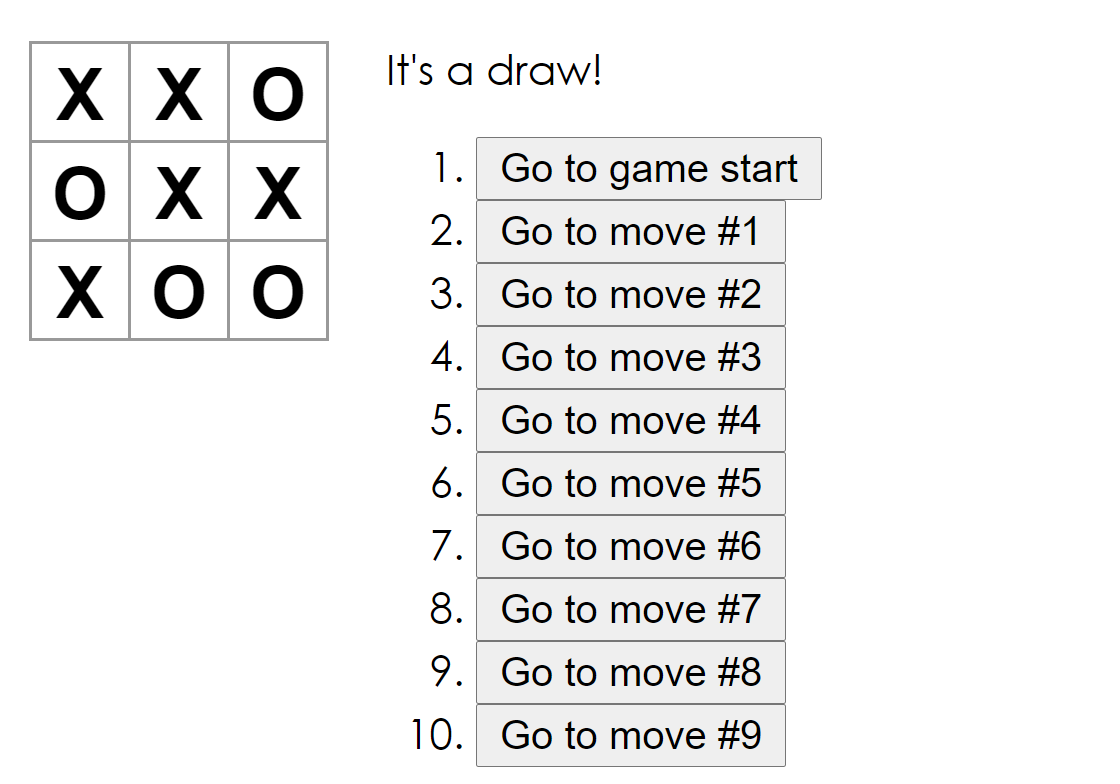 X X O
O X X
X O O
It's a draw!
1. Go to game start
2. Go to move #1
3. Go to move #2
4. Go to move #3
5. Go to move #4
6. Go to move #5
7. Go to move #6
8. Go to move #7
9. Go to move #8
10. Go to move #9